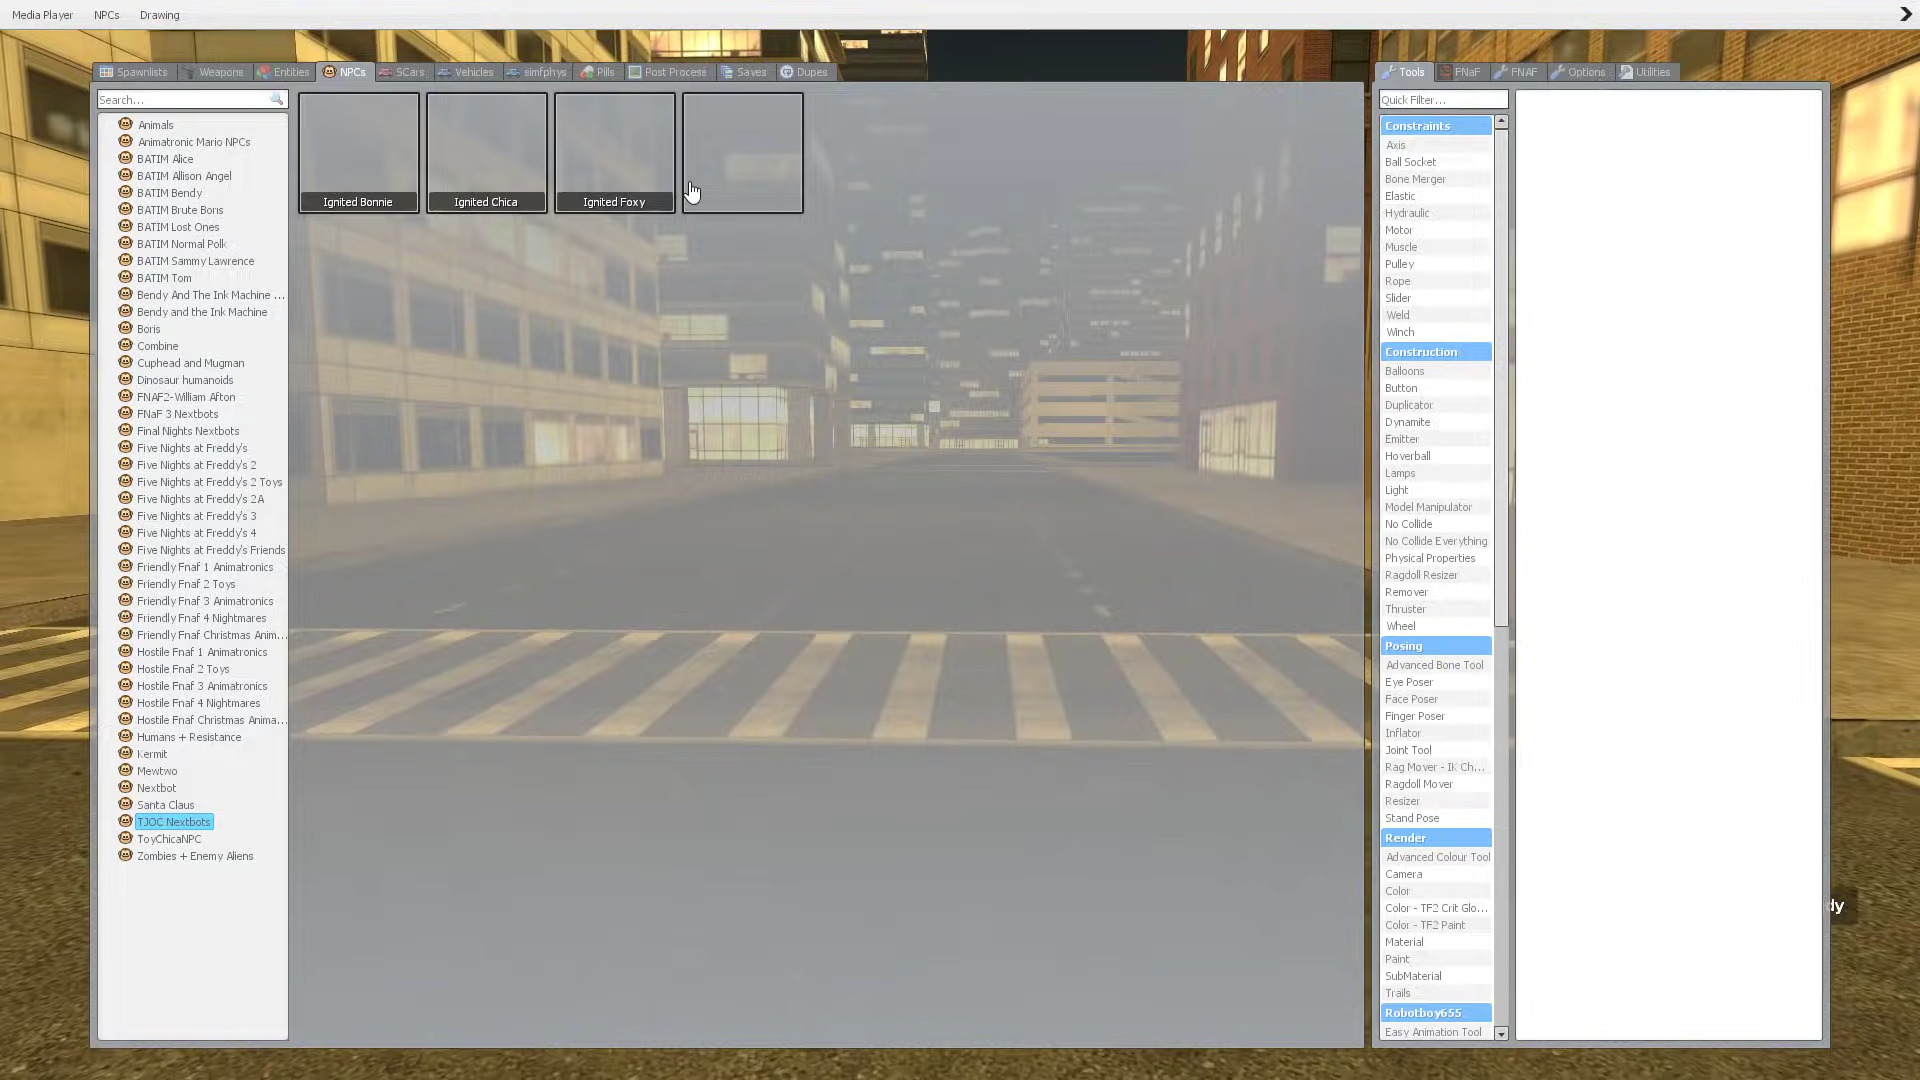 Media Player NPCs Drawing
Spawnlists Weapons Entities NPCs SCars Vehicles simfphys Pills Post Process Saves Dupes
Tools FNaF FNAF Options Utilities
Search...
Animals
Animatronic Mario NPCs
BATIM Alice
BATIM Allison Angel
BATIM Bendy
BATIM Brute Boris
BATIM Lost Ones
BATIM Normal Polk
BATIM Sammy Lawrence
BATIM Tom
Bendy And The Ink Machine ...
Bendy and the Ink Machine
Boris
Combine
Cuphead and Mugman
Dinosaur humanoids
FNAF2- William Afton
FNaF 3 Nextbots
Final Nights Nextbots
Five Nights at Freddy's
Five Nights at Freddy's 2
Five Nights at Freddy's 2 Toys
Five Nights at Freddy's 2A
Five Nights at Freddy's 3
Five Nights at Freddy's 4
Five Nights at Freddy's Friends
Friendly Fnaf 1 Animatronics
Friendly Fnaf 2 Toys
Friendly Fnaf 3 Animatronics
Friendly Fnaf 4 Nightmares
Friendly Fnaf Christmas Anim...
Hostile Fnaf 1 Animatronics
Hostile Fnaf 2 Toys
Hostile Fnaf 3 Animatronics
Hostile Fnaf 4 Nightmares
Hostile Fnaf Christmas Anima...
Humans + Resistance
Kermit
Mewtwo
Nextbot
Santa Claus
TJOC Nextbots
ToyChicaNPC
Zombies + Enemy Aliens
Ignited Bonnie
Ignited Chica
Ignited Foxy
Quick Filter...
Constraints
Axis
Ball Socket
Bone Merger
Elastic
Hydraulic
Motor
Muscle
Pulley
Rope
Slider
Weld
Winch
Construction
Balloons
Button
Duplicator
Dynamite
Emitter
Hoverball
Lamps
Light
Model Manipulator
No Collide
No Collide Everything
Physical Properties
Ragdoll Resizer
Remover
Thruster
Wheel
Posing
Advanced Bone Tool
Eye Poser
Face Poser
Finger Poser
Inflator
Joint Tool
Rag Mover - IK Ch...
Ragdoll Mover
Resizer
Stand Pose
Render
Advanced Colour Tool
Camera
Color
Color - TF2 Crit Glo...
Color - TF2 Paint
Material
Paint
SubMaterial
Trails
Robotboy655
Easy Animation Tool
dy